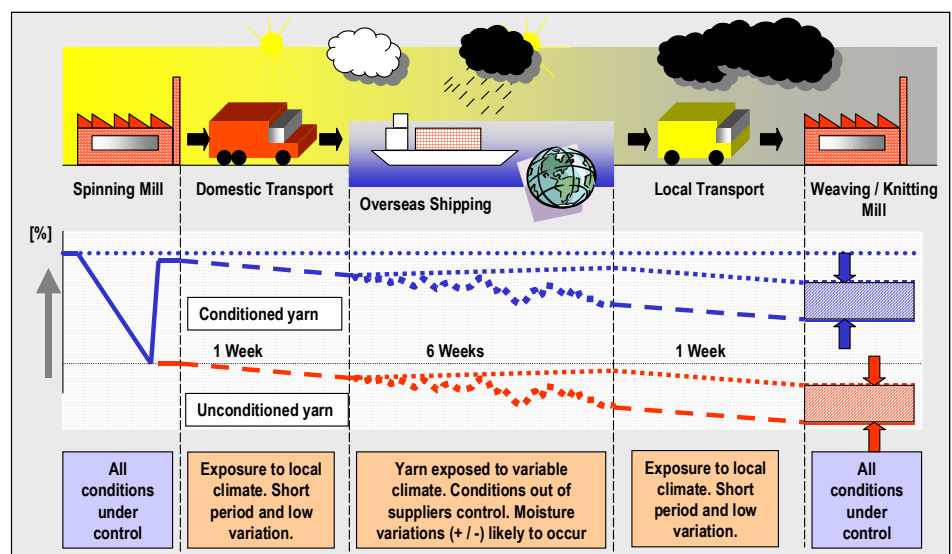 Spinning Mill
Domestic Transport
Overseas Shipping
Local Transport
Weaving / Knitting
Mill
[%]
Conditioned yarn
1 Week
6 Weeks
1 Week
Unconditioned yarn
All
conditions
under
control
Exposure to local
climate. Short
period and low
variation.
Yarn exposed to variable
climate. Conditions out of
suppliers control. Moisture
variations (+ / -) likely to occur
Exposure to local
climate. Short
period and low
variation.
All
conditions
under
control